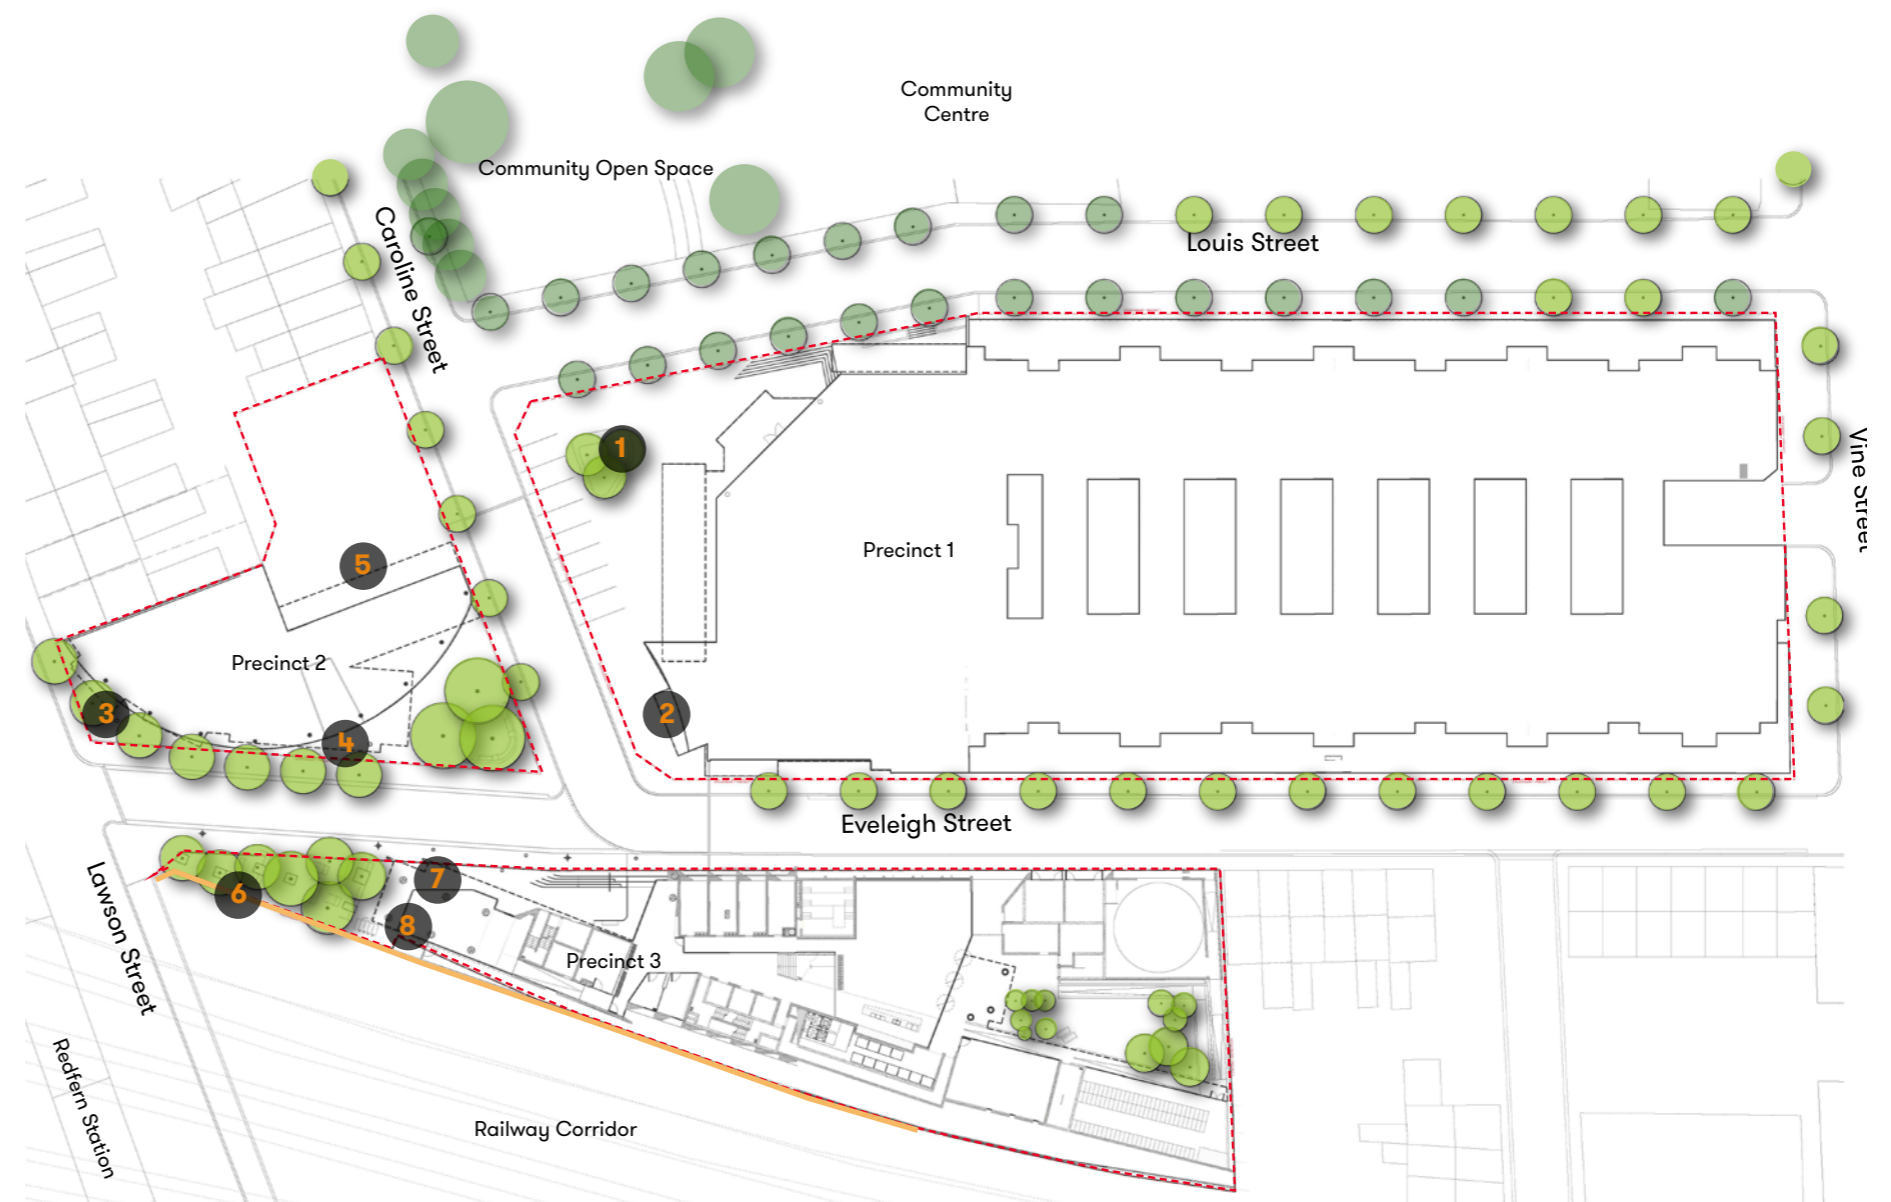 Community
Centre
Community Open Space
Caroline Street
Louis Street
1
Vine Street
Precinct 1
5
Precinct 2
3
4
2
Eveleigh Street
Lawson Street
6
7
8
Precinct 3
Redfern Station
Railway Corridor